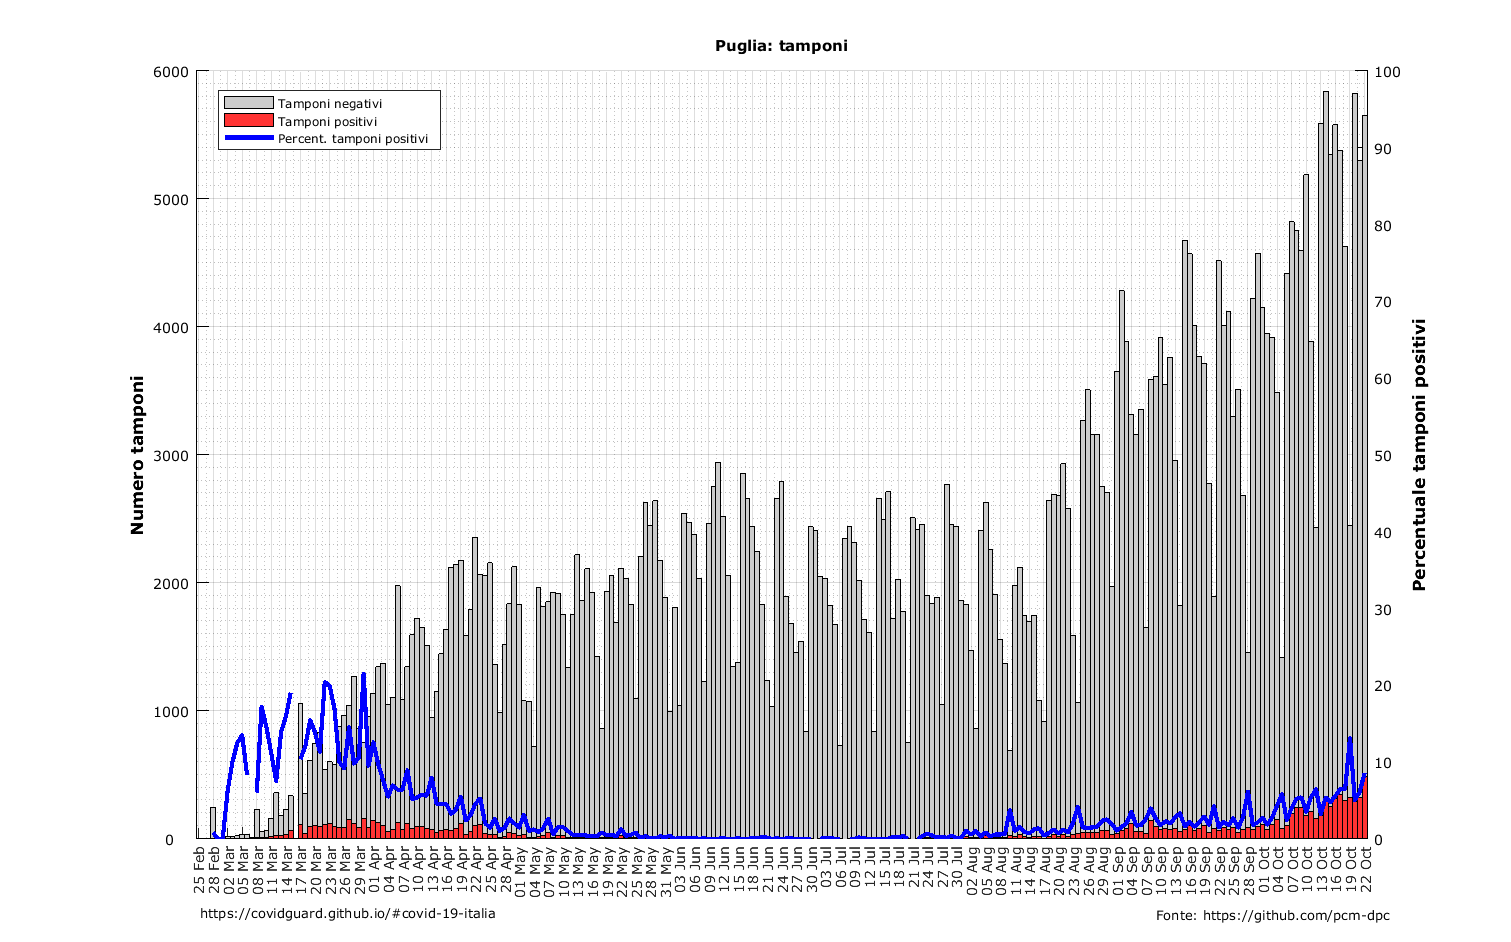 Puglia: tamponi
Tamponi negativi
Tamponi positivi
Percent. tamponi positivi
Numero tamponi
6000
5000
4000
3000
2000
1000
0
100
90
80
70
60
50
40
30
20
10
0
Percentuale tamponi positivi
25 Feb
28 Feb
02 Mar
05 Mar
08 Mar
11 Mar
14 Mar
17 Mar
20 Mar
23 Mar
26 Mar
29 Mar
01 Apr
04 Apr
07 Apr
10 Apr
13 Apr
16 Apr
19 Apr
22 Apr
25 Apr
28 Apr
01 May
04 May
07 May
10 May
13 May
16 May
19 May
22 May
25 May
28 May
31 May
03 Jun
06 Jun
09 Jun
12 Jun
15 Jun
18 Jun
21 Jun
24 Jun
27 Jun
30 Jun
03 Jul
06 Jul
09 Jul
12 Jul
15 Jul
18 Jul
21 Jul
24 Jul
27 Jul
30 Jul
02 Aug
05 Aug
08 Aug
11 Aug
14 Aug
17 Aug
20 Aug
23 Aug
26 Aug
29 Aug
01 Sep
04 Sep
07 Sep
10 Sep
13 Sep
16 Sep
19 Sep
22 Sep
25 Sep
28 Sep
01 Oct
04 Oct
07 Oct
10 Oct
13 Oct
16 Oct
19 Oct
22 Oct
https://covidguard.github.io/#covid-19-italia
Fonte: https://github.com/pcm-dpc